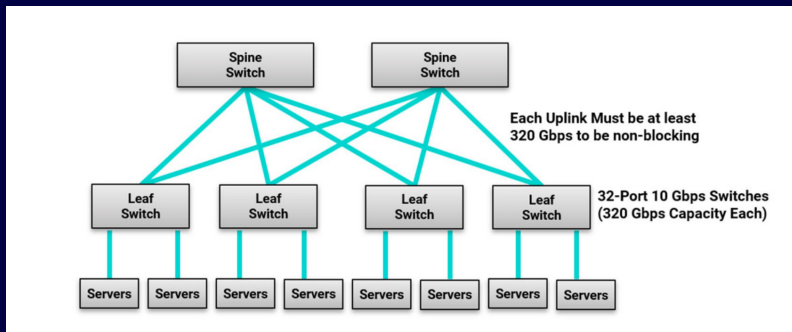 Spine
Switch
Spine
Switch
Each Uplink Must be at least
320 Gbps to be non-blocking
Leaf
Switch
Leaf
Switch
Leaf
Switch
Leaf
Switch
32-Port 10 Gbps Switches
(320 Gbps Capacity Each)
Servers
Servers
Servers
Servers
Servers
Servers
Servers
Servers